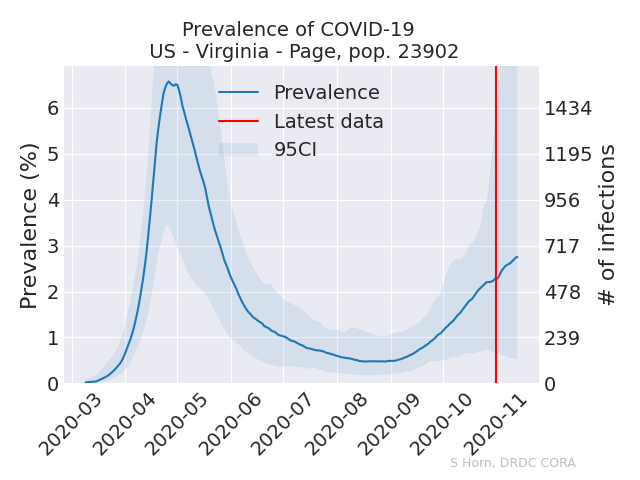 Prevalence of COVID-19
US - Virginia - Page, pop. 23902
Prevalence
Latest data
95CI
Prevalence (%)
6
5
4
3
2
1
0
1434
1195
956
717
478
239
0
# of infections
2020-03
2020-04
2020-05
2020-06
2020-07
2020-08
2020-09
2020-10
2020-11
S Horn, DRDC CORA